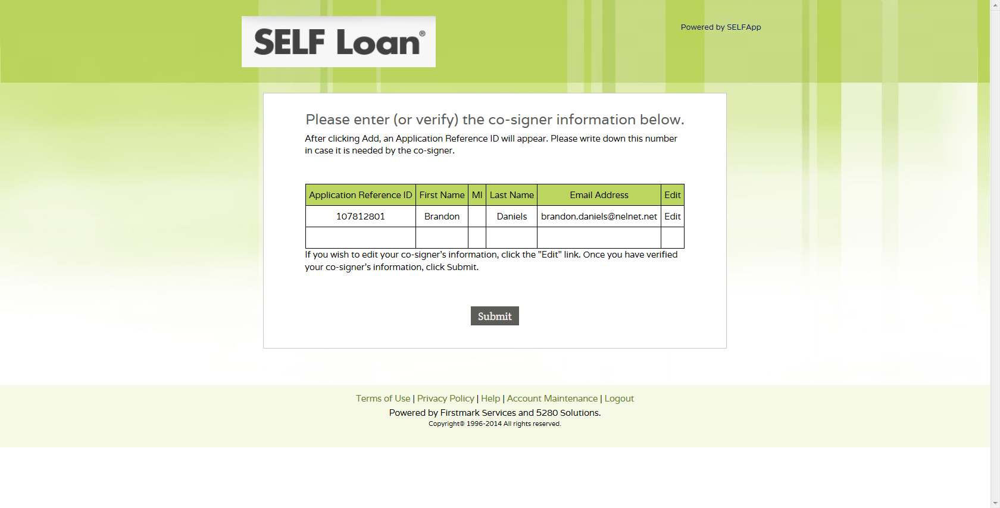 SELF Loan®
Powered by SELFApp
Please enter (or verify) the co-signer information below.
After clicking Add, an Application Reference ID will appear. Please write down this number
in case it is needed by the co-signer.
Application Reference ID First Name MI Last Name Email Address Edit
107812801 Brandon Daniels brandon.daniels@nelnet.net Edit
If you wish to edit your co-signer's information, click the "Edit" link. Once you have verified
your co-signer's information, click Submit.
Submit
Terms of Use | Privacy Policy | Help | Account Maintenance | Logout
Powered by Firstmark Services and 5280 Solutions.
Copyright© 1996-2014 All rights reserved.